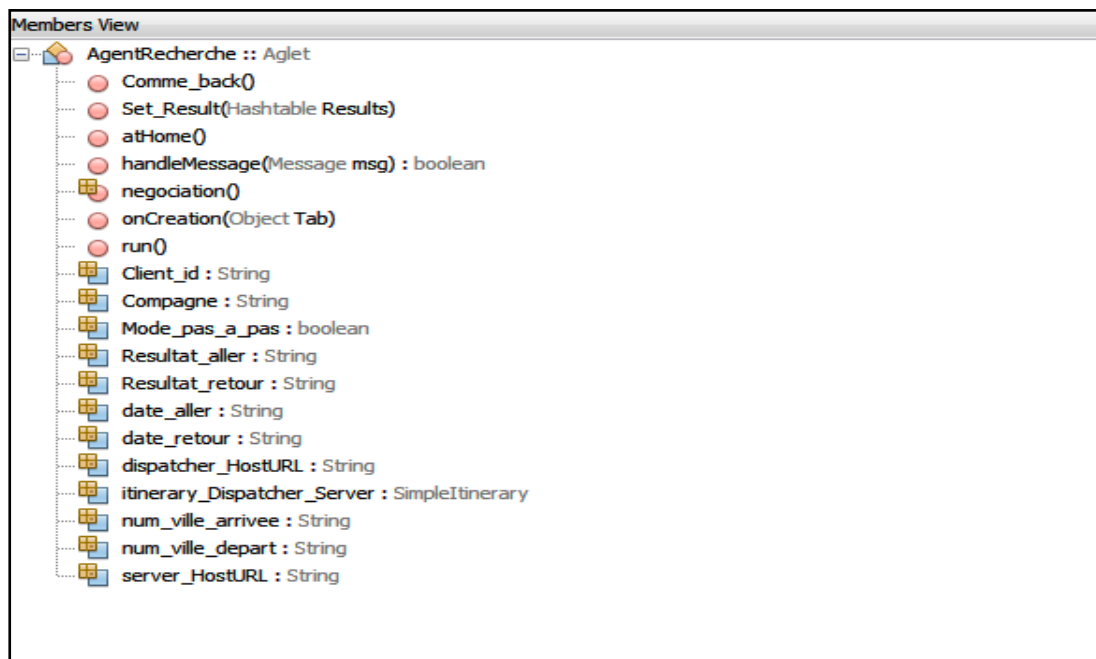 Members View
AgentRecherche :: Aglet
Comme_back()
Set_Result(Hashtable Results)
atHome()
handleMessage(Message msg) : boolean
negociation()
onCreation(Object Tab)
run()
Client_id : String
Compagne : String
Mode_pas_a_pas : boolean
Resultat_aller : String
Resultat_retour : String
date_aller : String
date_retour : String
dispatcher_HostURL : String
itinerary_Dispatcher_Server : SimpleItinerary
num_ville_arrivee : String
num_ville_depart : String
server_HostURL : String